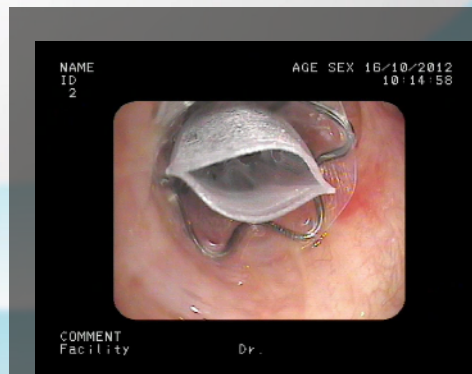 NAME
AGE SEX 16/10/2012
ID
10:14:58
2
COMMENT
Facility Dr.